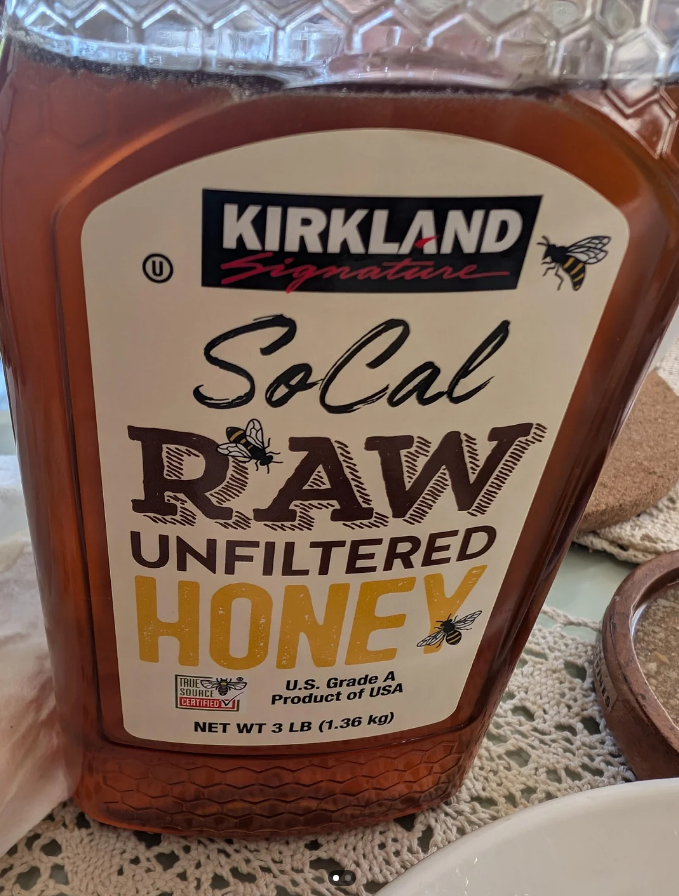 KIRKLAND
Signature
U
SoCal
RAW
UNFILTERED
HONEY
TRUE
SOURCE
CERTIFIED
U.S. Grade A
Product of USA
NET WT 3 LB (1.36 kg)